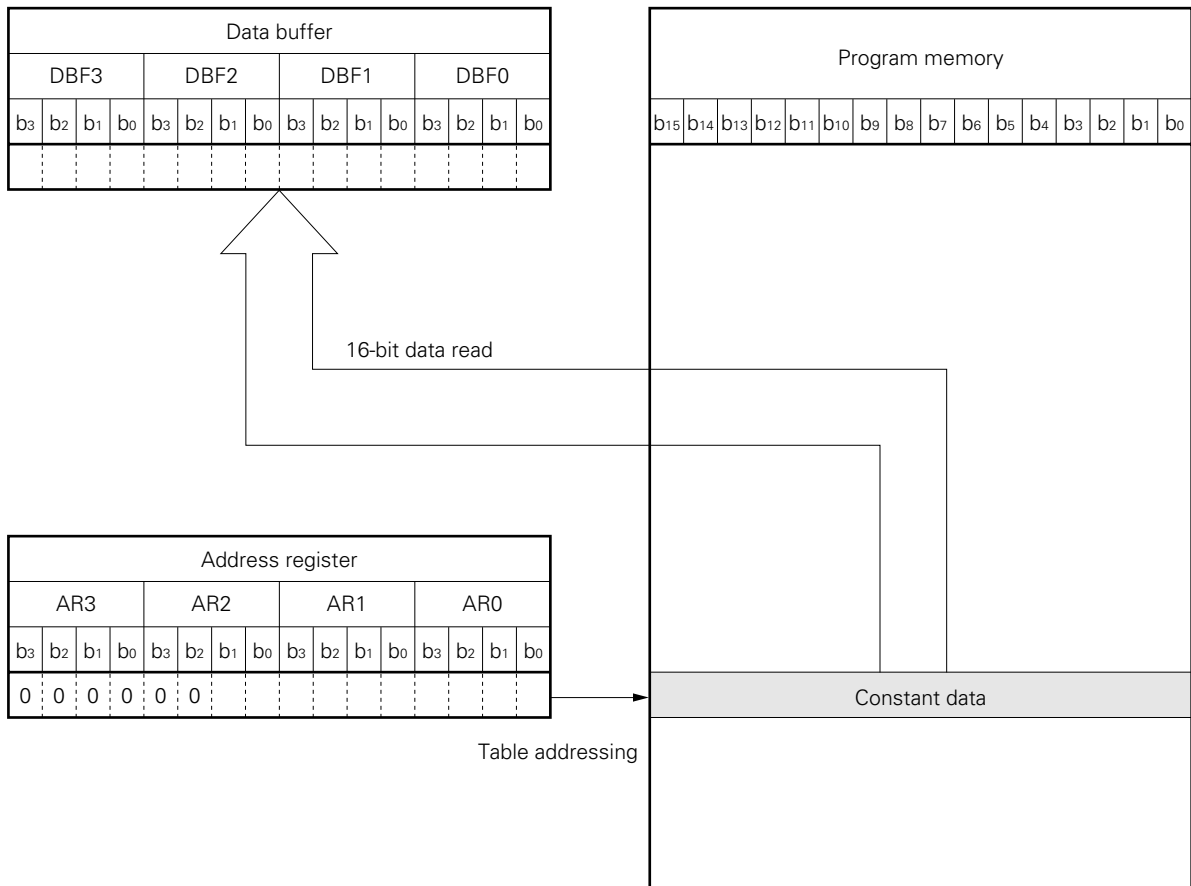 Data buffer
DBF3 DBF2 DBF1 DBF0
b3 b2 b1 b0 b3 b2 b1 b0 b3 b2 b1 b0 b3 b2 b1 b0
Program memory
b15 b14 b13 b12 b11 b10 b9 b8 b7 b6 b5 b4 b3 b2 b1 b0
16-bit data read
Address register
AR3 AR2 AR1 AR0
b3 b2 b1 b0 b3 b2 b1 b0 b3 b2 b1 b0 b3 b2 b1 b0
0 0 0 0 0 0
Constant data
Table addressing